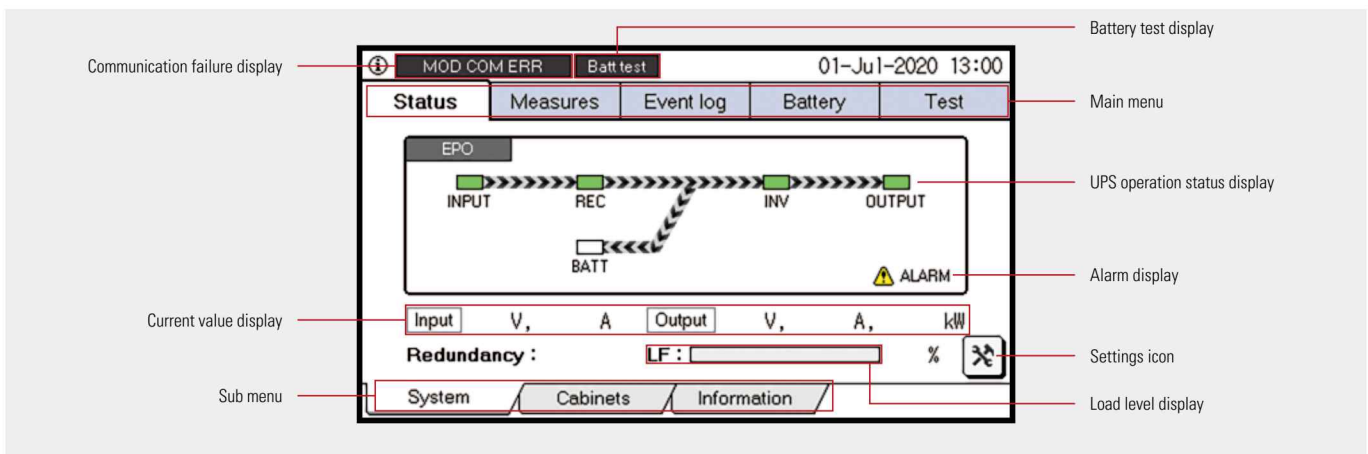 Battery test display
Communication failure display
MOD COM ERR Batt test 01-Jul-2020 13:00
Status Measures Event log Battery Test
Main menu
EPO
UPS operation status display
INPUT REC INV OUTPUT
BATT
ALARM
Alarm display
Current value display
Input V, A Output V, A, kW
Redundancy : LF : %
Settings icon
Sub menu
System Cabinets Information
Load level display